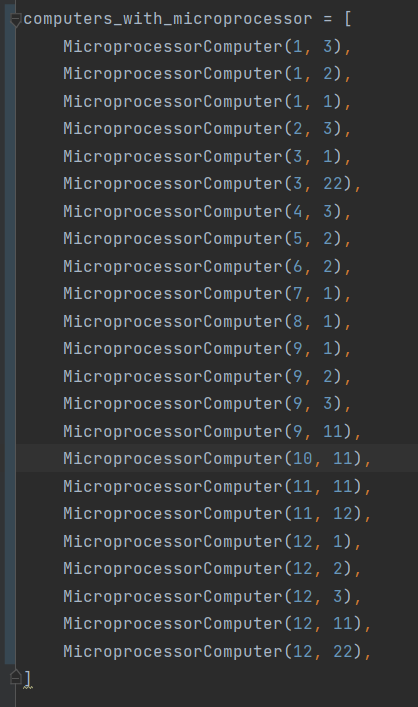 computers_with_microprocessor = [
    MicroprocessorComputer(1, 3),
    MicroprocessorComputer(1, 2),
    MicroprocessorComputer(1, 1),
    MicroprocessorComputer(2, 3),
    MicroprocessorComputer(3, 1),
    MicroprocessorComputer(3, 22),
    MicroprocessorComputer(4, 3),
    MicroprocessorComputer(5, 2),
    MicroprocessorComputer(6, 2),
    MicroprocessorComputer(7, 1),
    MicroprocessorComputer(8, 1),
    MicroprocessorComputer(9, 1),
    MicroprocessorComputer(9, 2),
    MicroprocessorComputer(9, 3),
    MicroprocessorComputer(9, 11),
    MicroprocessorComputer(10, 11),
    MicroprocessorComputer(11, 11),
    MicroprocessorComputer(11, 12),
    MicroprocessorComputer(12, 1),
    MicroprocessorComputer(12, 2),
    MicroprocessorComputer(12, 3),
    MicroprocessorComputer(12, 11),
    MicroprocessorComputer(12, 22),
]